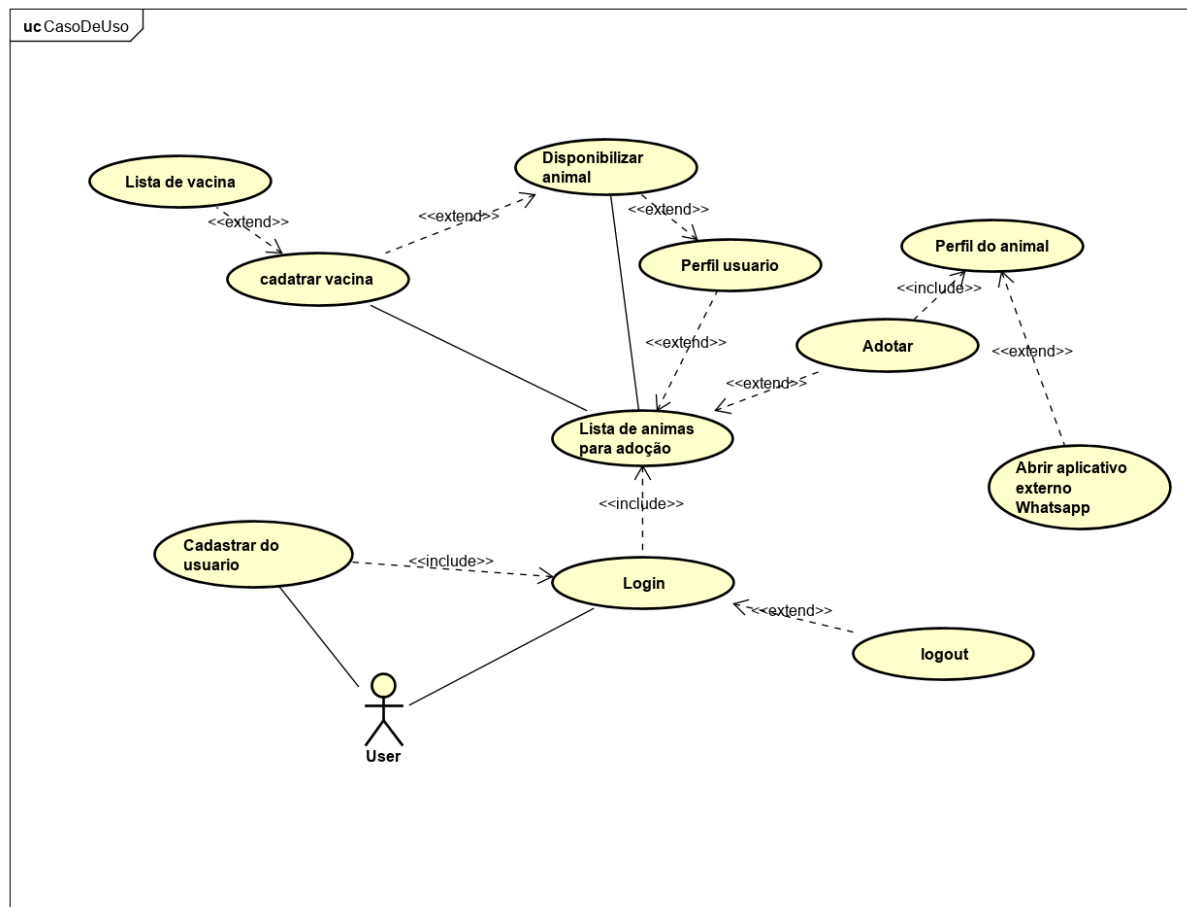 uc CasoDeUso
Disponibilizar
animal
Lista de vacina
<<extend>>
<<extend>>
<<extend>>
Perfil do animal
Perfil usuario
cadatrar vacina
<<include>>
<<extend>>
Adotar
<<extend>>
<<extend>>
Lista de animas
para adoção
Abrir aplicativo
externo
Whatsapp
<<include>>
Cadastrar do
usuario
<<include>>
Login
<<extend>>
logout
User